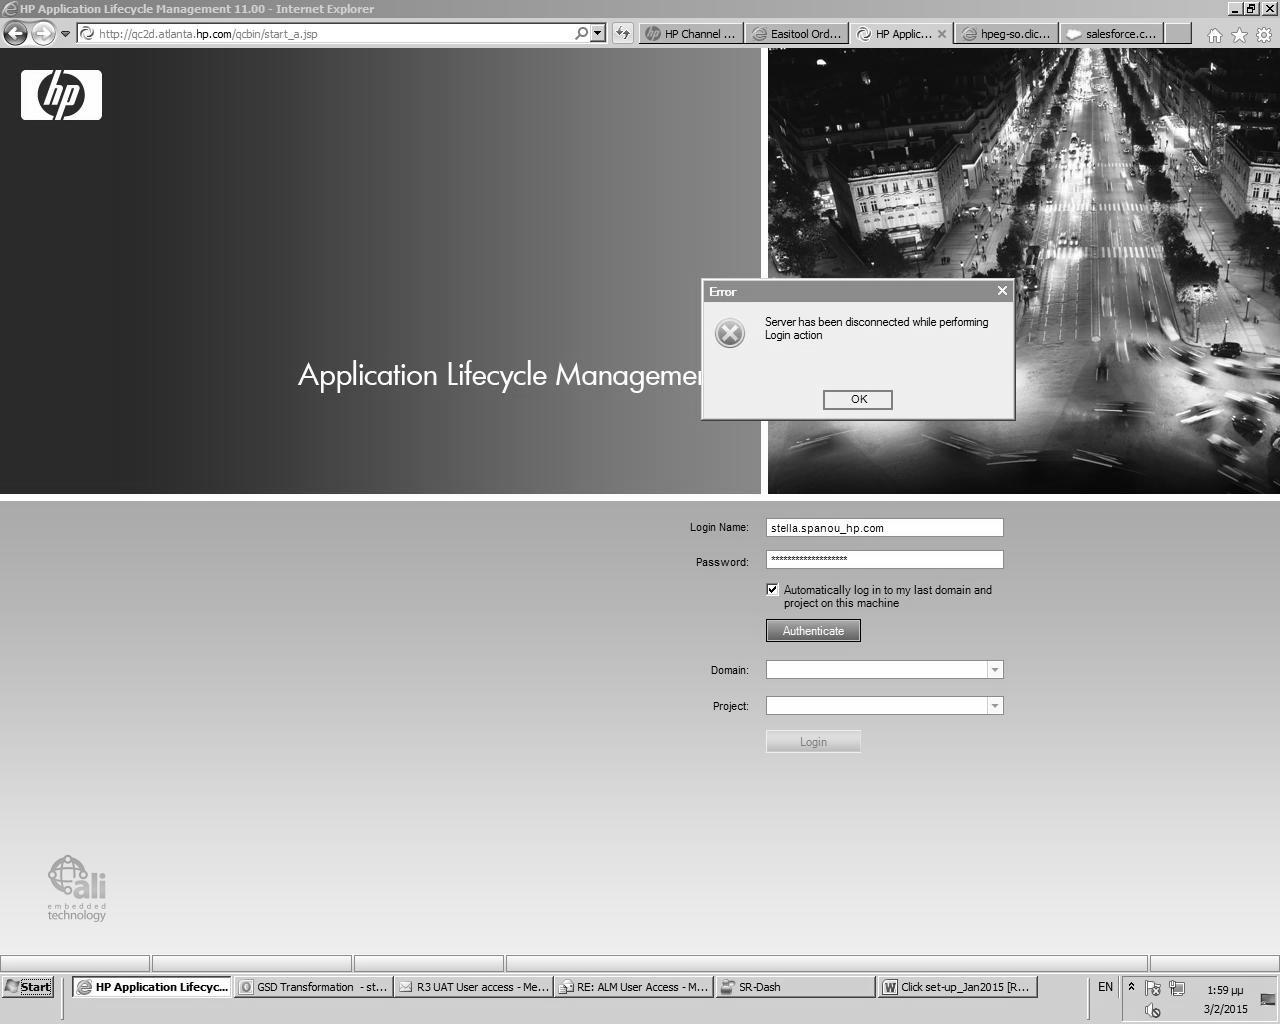 HP Application Lifecycle Management 11.00 - Internet Explorer
http://qc2d.atlanta.hp.com/qcbin/start_a.jsp
HP Channel ...
Easitool Ord...
HP Applic...
hpeg-so.clic...
salesforce.c...
hp
Application Lifecycle Managemen
Error
Server has been disconnected while performing
Login action
OK
Login Name:
stella.spanou_hp.com
Password:
*******************
Automatically log in to my last domain and
project on this machine
Authenticate
Domain:
Project:
Login
ali
embedded
technology
Start
HP Application Lifecyc...
GSD Transformation - st...
R3 UAT User access - Me...
RE: ALM User Access - M...
SR-Dash
Click set-up_Jan2015 [R...
EN
1:59 μμ
3/2/2015